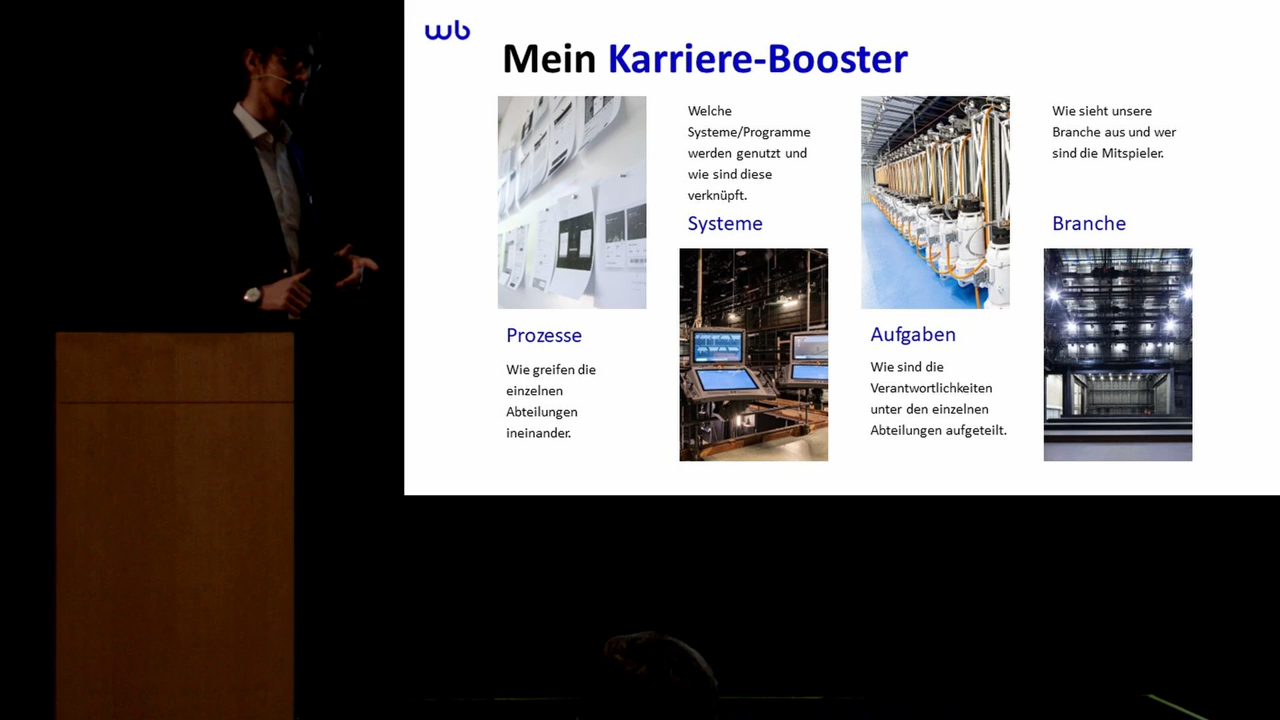 wb
Mein Karriere-Booster
Prozesse
Wie greifen die
einzelnen
Abteilungen
ineinander.
Welche
Systeme/Programme
werden genutzt und
wie sind diese
verknüpft.
Systeme
Aufgaben
Wie sind die
Verantwortlichkeiten
unter den einzelnen
Abteilungen aufgeteilt.
Wie sieht unsere
Branche aus und wer
sind die Mitspieler.
Branche